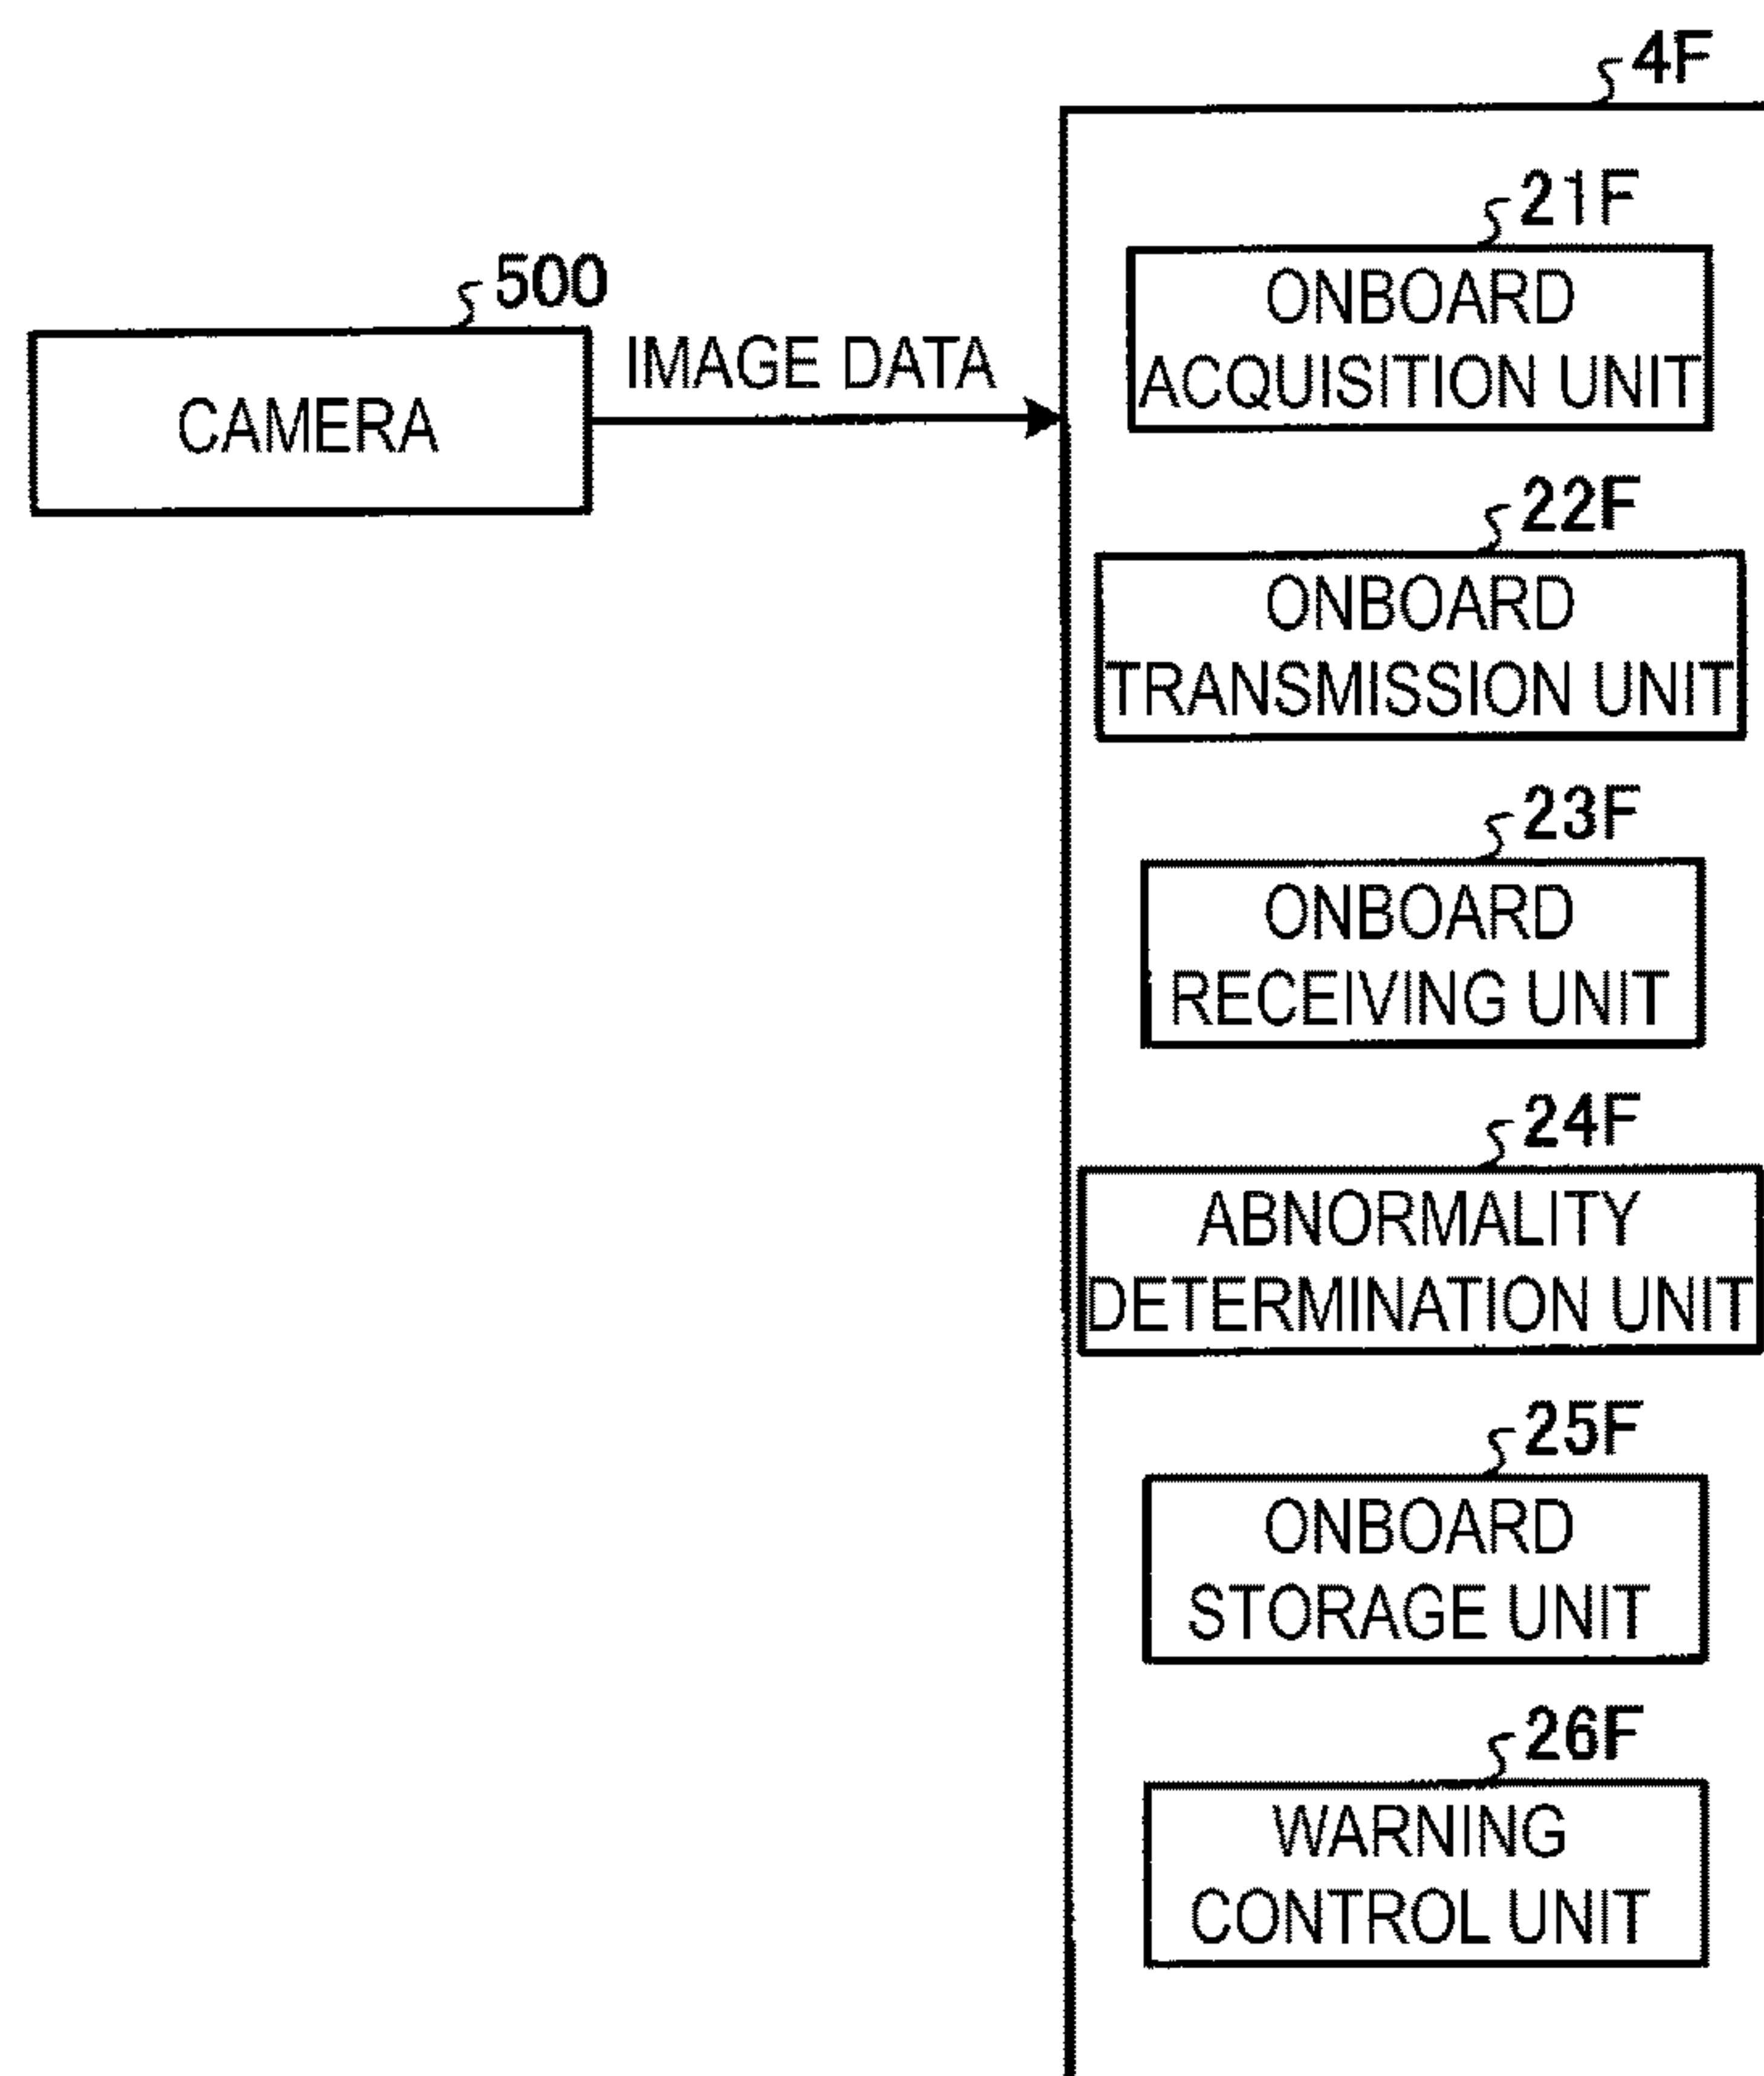 4F
500
CAMERA
IMAGE DATA
21F
ONBOARD
ACQUISITION UNIT
22F
ONBOARD
TRANSMISSION UNIT
23F
ONBOARD
RECEIVING UNIT
24F
ABNORMALITY
DETERMINATION UNIT
25F
ONBOARD
STORAGE UNIT
26F
WARNING
CONTROL UNIT